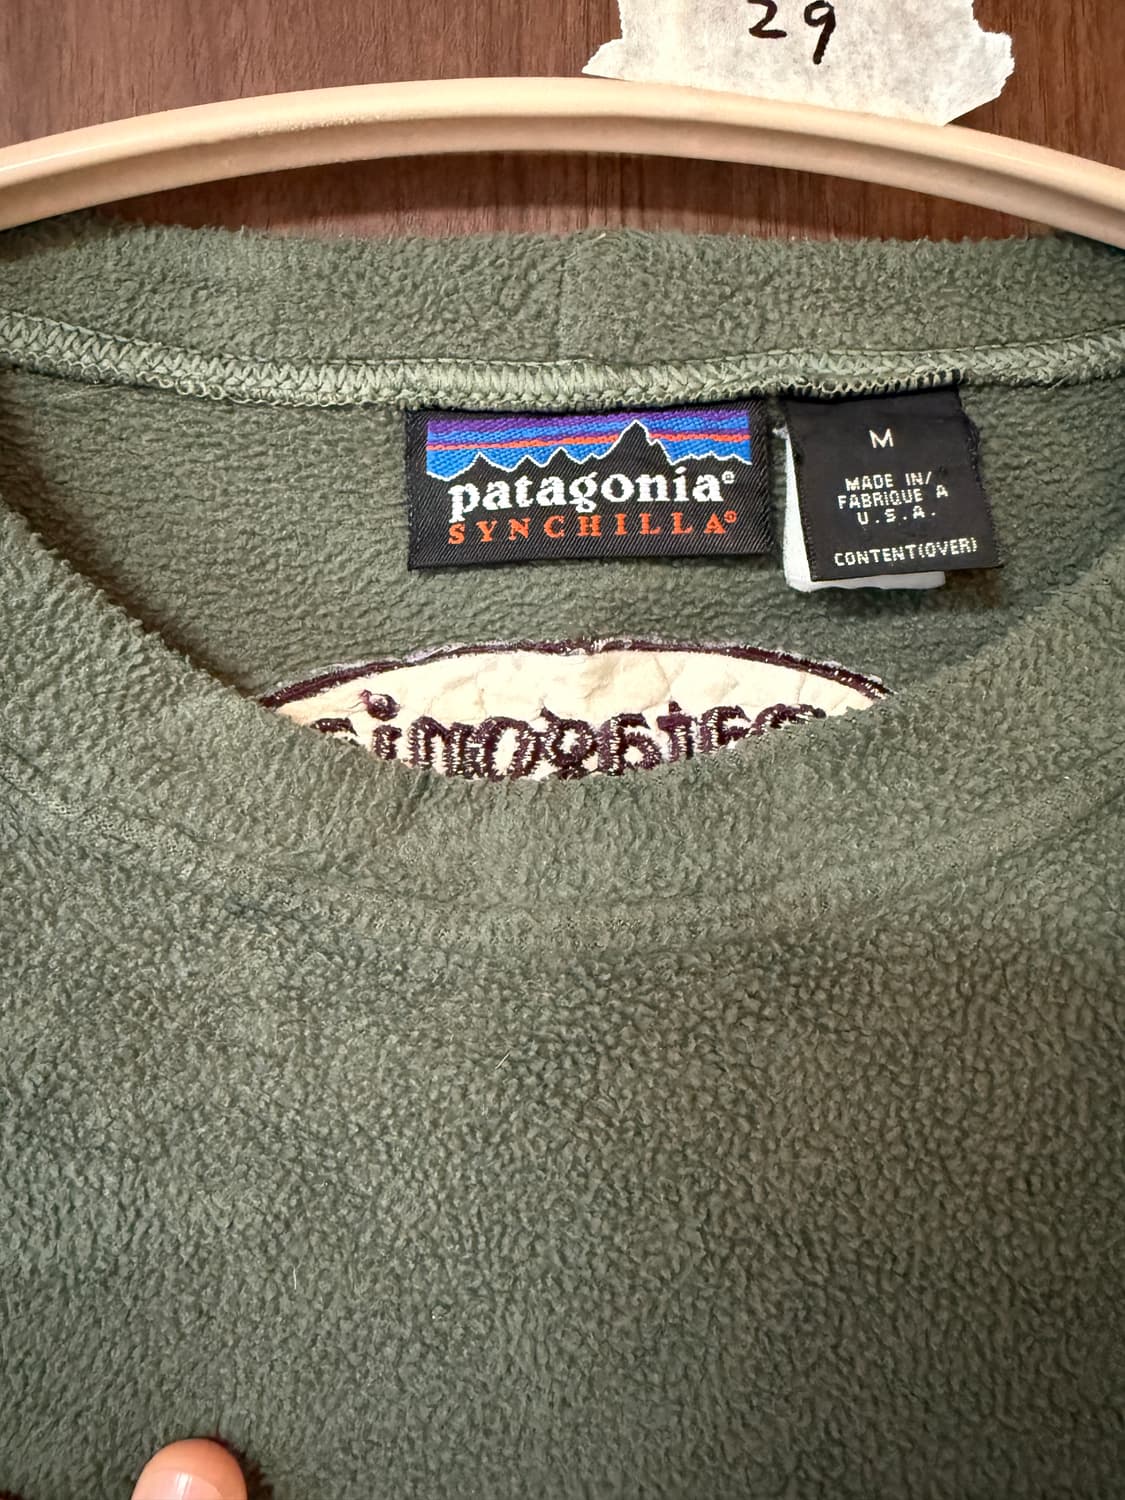 29
patagonia®
SYNCHILLA®
M
MADE IN/
FABRIQUE A
U.S.A.
CONTENT(OVER)